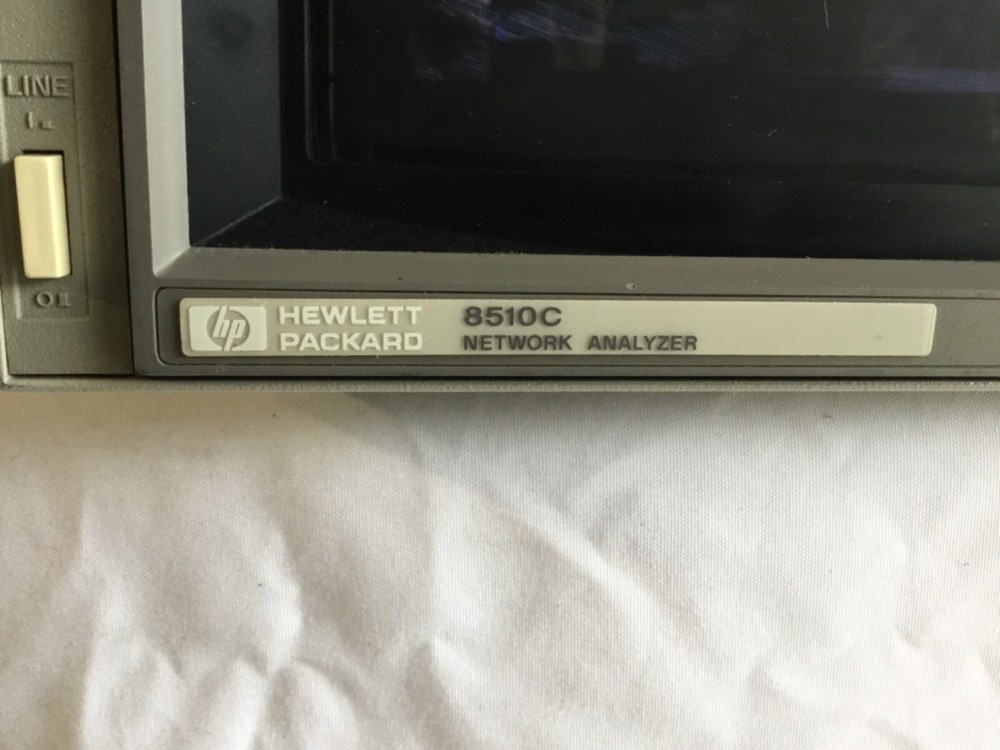 LINE
hp HEWLETT PACKARD
8510C
NETWORK ANALYZER